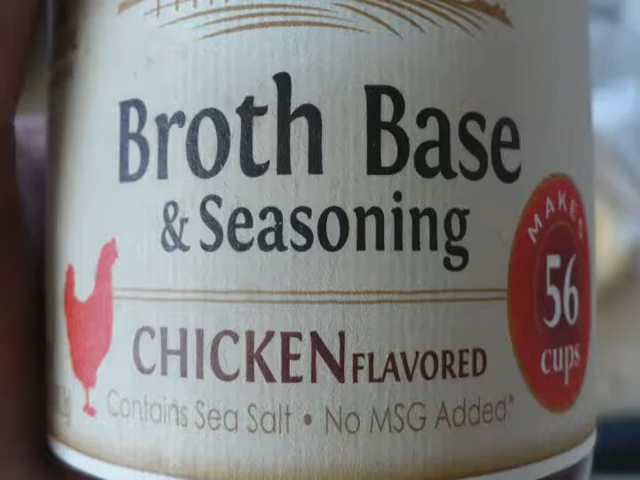 Broth Base
& Seasoning
MAKES
56
cups
CHICKEN FLAVORED
Contains Sea Salt • No MSG Added*